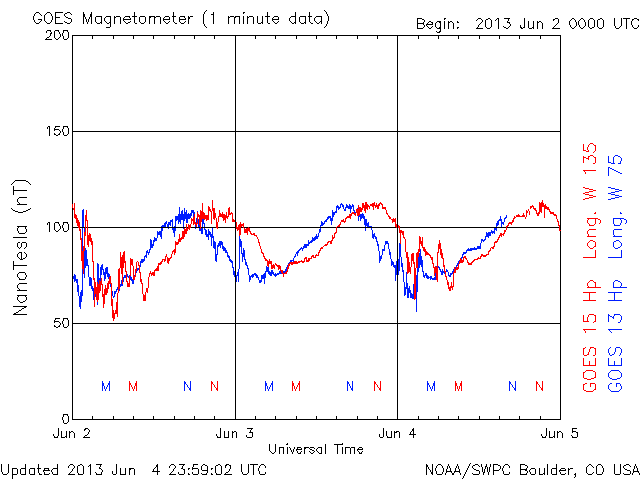 GOES Magnetometer (1 minute data)
Begin: 2013 Jun 2 0000 UTC
200
150
100
50
0
NanoTesla (nT)
M M N N M M N N M M N N
Jun 2 Jun 3 Jun 4 Jun 5
Universal Time
GOES 15 Hp Long. W 135
GOES 13 Hp Long. W 75
Updated 2013 Jun 4 23:59:02 UTC
NOAA/SWPC Boulder, CO USA